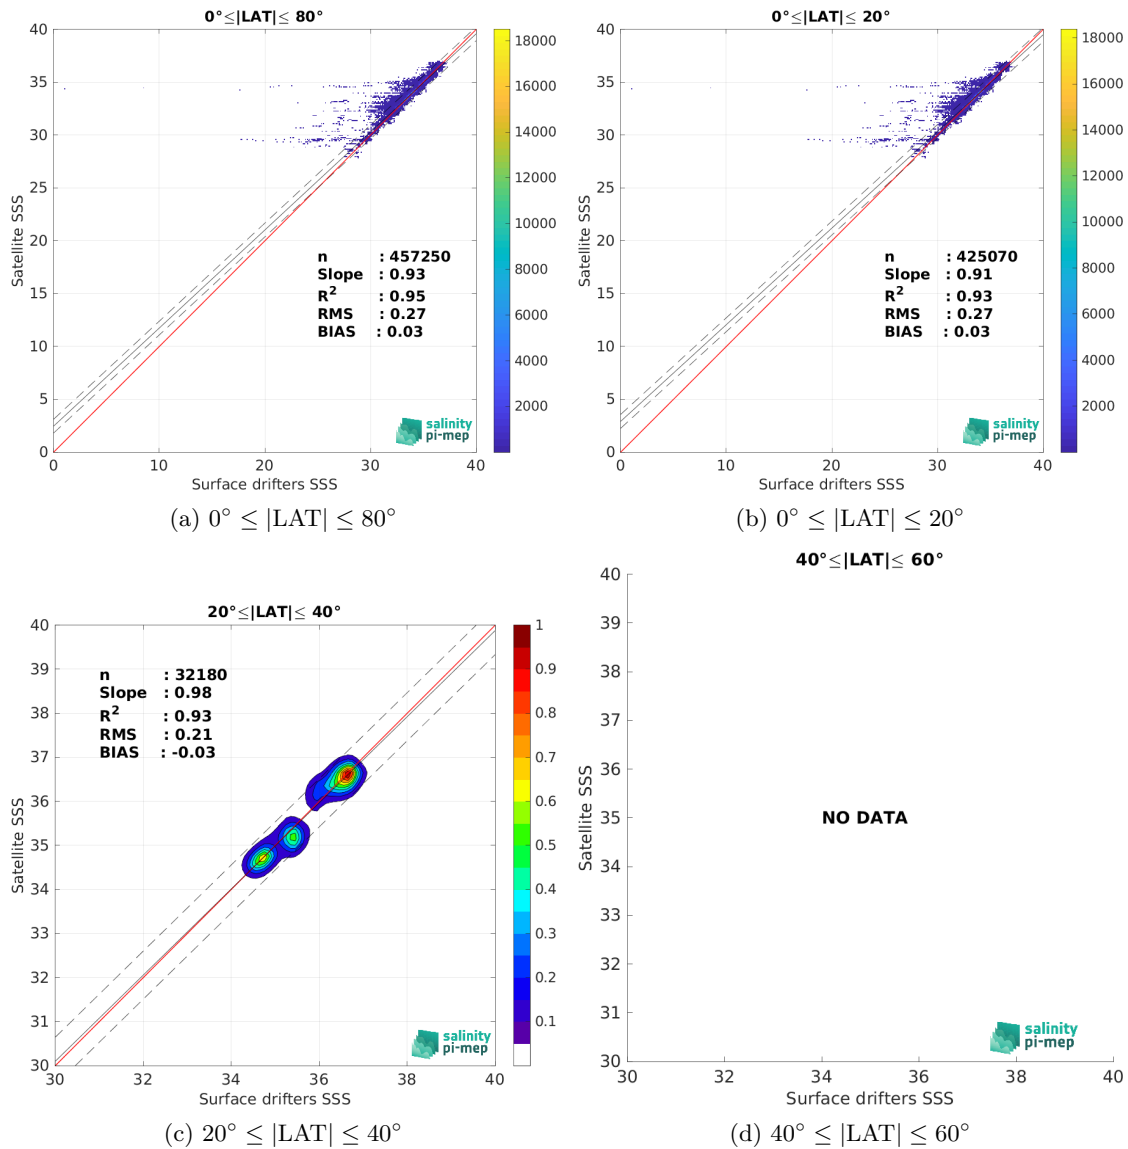 0°≤|LAT|≤ 80°
40
35
30
25
20
15
10
5
0
0
10
20
30
40
Satellite SSS
Surface drifters SSS
n : 457250
Slope : 0.93
R² : 0.95
RMS : 0.27
BIAS : 0.03
salinity
pi-mep
18000
16000
14000
12000
10000
8000
6000
4000
2000
(a) 0° ≤ |LAT| ≤ 80°
0°≤|LAT|≤ 20°
40
35
30
25
20
15
10
5
0
0
10
20
30
40
Satellite SSS
Surface drifters SSS
n : 425070
Slope : 0.91
R² : 0.93
RMS : 0.27
BIAS : 0.03
salinity
pi-mep
18000
16000
14000
12000
10000
8000
6000
4000
2000
(b) 0° ≤ |LAT| ≤ 20°
20°≤|LAT|≤ 40°
40
39
38
37
36
35
34
33
32
31
30
30
32
34
36
38
40
Satellite SSS
Surface drifters SSS
n : 32180
Slope : 0.98
R² : 0.93
RMS : 0.21
BIAS : -0.03
salinity
pi-mep
1
0.9
0.8
0.7
0.6
0.5
0.4
0.3
0.2
0.1
(c) 20° ≤ |LAT| ≤ 40°
40°≤|LAT|≤ 60°
40
39
38
37
36
35
34
33
32
31
30
30
32
34
36
38
40
Satellite SSS
Surface drifters SSS
NO DATA
salinity
pi-mep
(d) 40° ≤ |LAT| ≤ 60°